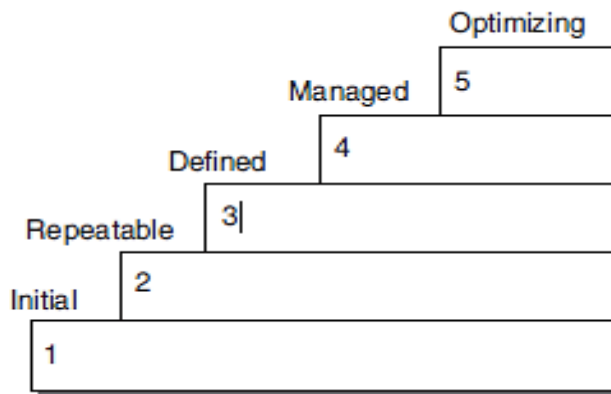 Optimizing
5
Managed
4
Defined
3
Repeatable
2
Initial
1